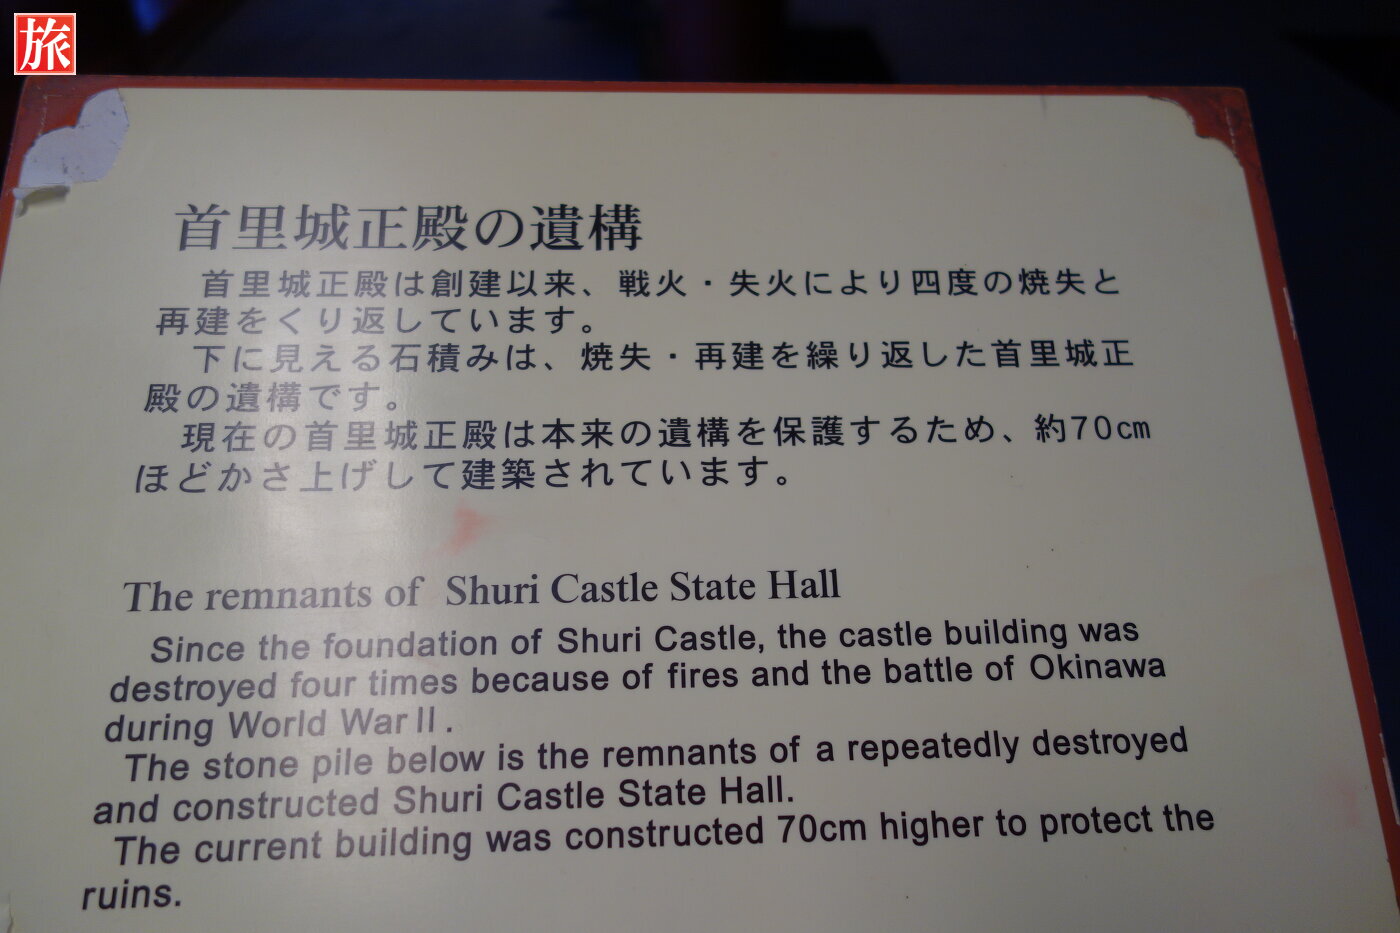 旅
首里城正殿の遺構
首里城正殿は創建以来、戦火・失火により四度の焼失と
再建をくり返しています。
下に見える石積みは、焼失・再建を繰り返した首里城正
殿の遺構です。
現在の首里城正殿は本来の遺構を保護するため、約70cm
ほどかさ上げして建築されています。
The remnants of Shuri Castle State Hall
Since the foundation of Shuri Castle, the castle building was
destroyed four times because of fires and the battle of Okinawa
during World War II.
The stone pile below is the remnants of a repeatedly destroyed
and constructed Shuri Castle State Hall.
The current building was constructed 70cm higher to protect the
ruins.